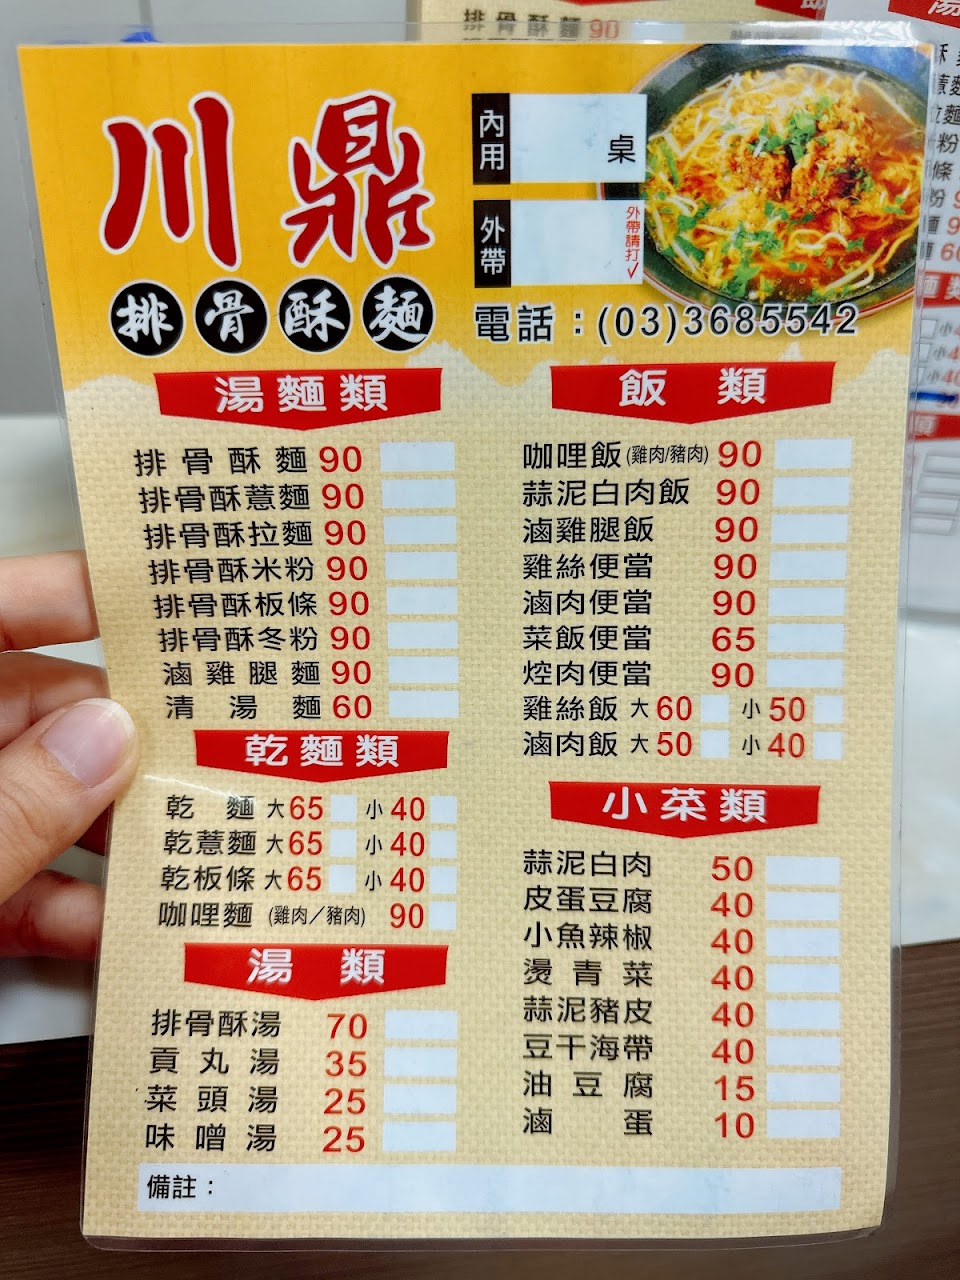 川鼎
排骨酥麵
內用 桌
外帶 外帶請打✓
電話：(03)3685542
湯麵類
排骨酥麵 90
排骨酥薏麵 90
排骨酥拉麵 90
排骨酥米粉 90
排骨酥板條 90
排骨酥冬粉 90
滷雞腿麵 90
清湯麵 60
乾麵類
乾麵 大65 小40
乾薏麵 大65 小40
乾板條 大65 小40
咖哩麵 (雞肉／豬肉) 90
湯類
排骨酥湯 70
貢丸湯 35
菜頭湯 25
味噌湯 25
飯類
咖哩飯(雞肉/豬肉) 90
蒜泥白肉飯 90
滷雞腿飯 90
雞絲便當 90
滷肉便當 90
菜飯便當 65
焢肉便當 90
雞絲飯 大60 小50
滷肉飯 大50 小40
小菜類
蒜泥白肉 50
皮蛋豆腐 40
小魚辣椒 40
燙青菜 40
蒜泥豬皮 40
豆干海帶 40
油豆腐 15
滷蛋 10
備註：
排骨酥麵 90